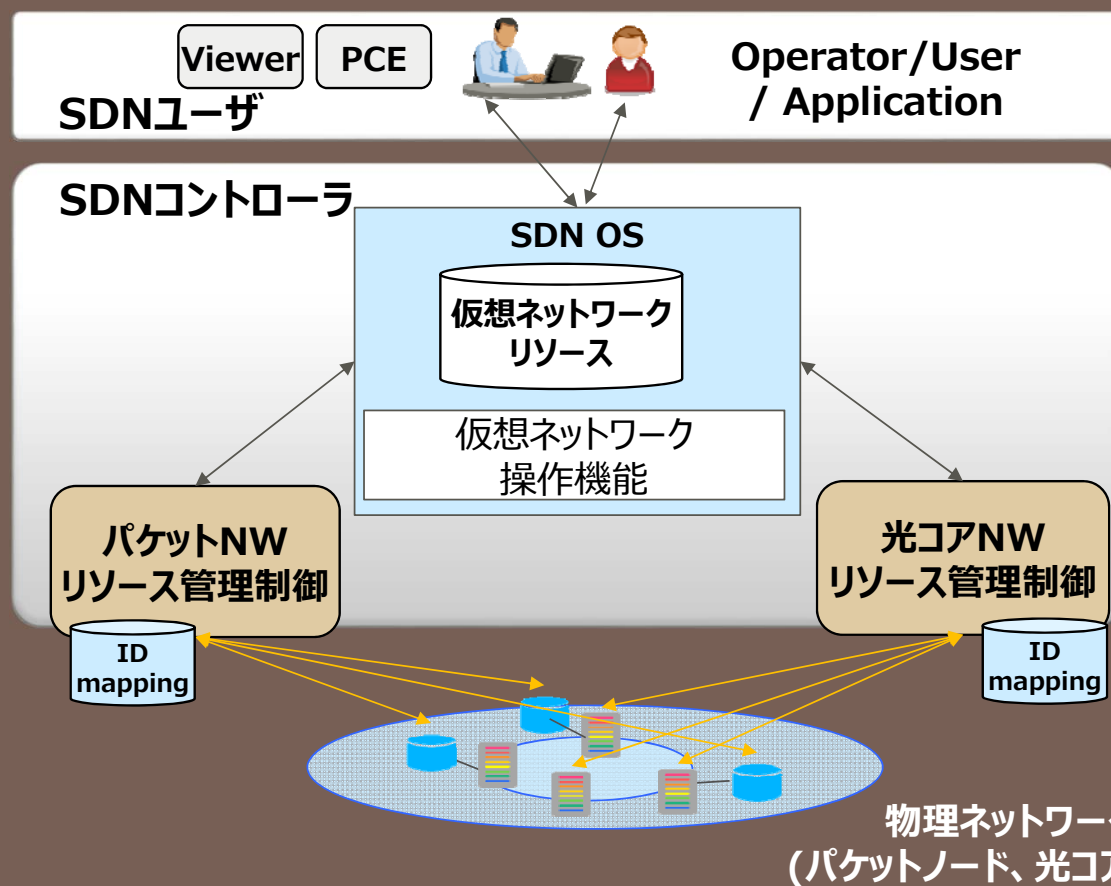 Viewer
PCE
Operator/User
/ Application
SDNユーザ
SDNコントローラ
SDN OS
仮想ネットワーク
リソース
仮想ネットワーク
操作機能
パケットNW
リソース管理制御
光コアNW
リソース管理制御
ID
mapping
ID
mapping
物理ネットワーク
(パケットノード、光コア